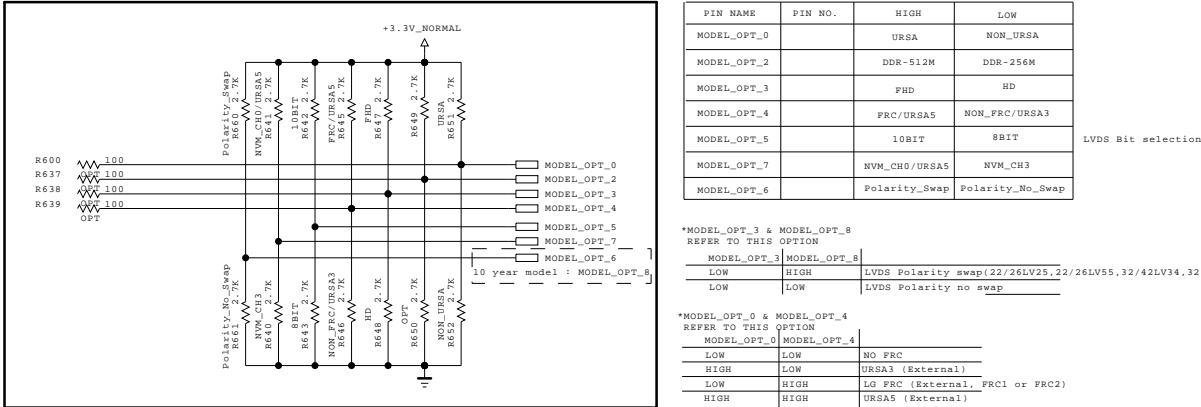 +3.3V_NORMAL
Polarity_Swap
R660 2.7K
NVM_CH0/URSA5
R641 2.7K
10BIT
R642 2.7K
FRC/URSA5
R645 2.7K
FHD
R647 2.7K
R649 2.7K
URSA
R651 2.7K
R600 100
OPT
R637 100
OPT
R638 100
OPT
R639 100
OPT
MODEL_OPT_0
MODEL_OPT_2
MODEL_OPT_3
MODEL_OPT_4
MODEL_OPT_5
MODEL_OPT_7
MODEL_OPT_6
10 year model : MODEL_OPT_8
Polarity_No_Swap
R661 2.7K
NVM_CH3
R640 2.7K
8BIT
R643 2.7K
NON_FRC/URSA3
R646 2.7K
HD
R648 2.7K
OPT
R650 2.7K
NON_URSA
R652 2.7K
PIN NAME PIN NO. HIGH LOW
MODEL_OPT_0 URSA NON_URSA
MODEL_OPT_2 DDR-512M DDR-256M
MODEL_OPT_3 FHD HD
MODEL_OPT_4 FRC/URSA5 NON_FRC/URSA3
MODEL_OPT_5 10BIT 8BIT LVDS Bit selection
MODEL_OPT_7 NVM_CH0/URSA5 NVM_CH3
MODEL_OPT_6 Polarity_Swap Polarity_No_Swap
*MODEL_OPT_3 & MODEL_OPT_8
REFER TO THIS OPTION
MODEL_OPT_3 MODEL_OPT_8
LOW HIGH LVDS Polarity swap(22/26LV25,22/26LV55,32/42LV34,32
LOW LOW LVDS Polarity no swap
*MODEL_OPT_0 & MODEL_OPT_4
REFER TO THIS OPTION
MODEL_OPT_0 MODEL_OPT_4
LOW LOW NO FRC
HIGH LOW URSA3 (External)
LOW HIGH LG FRC (External, FRC1 or FRC2)
HIGH HIGH URSA5 (External)